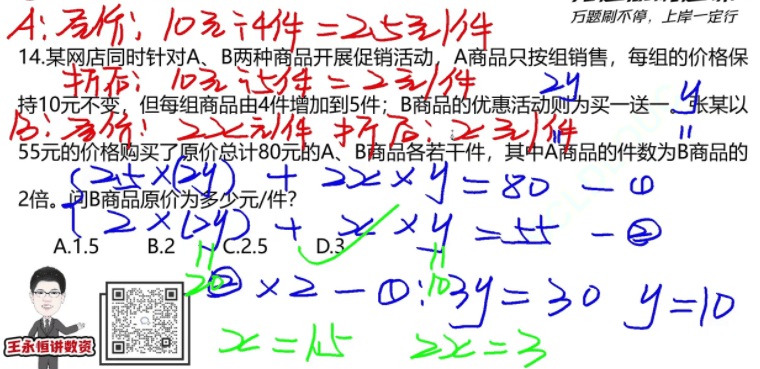 万题刷不停，上岸一定行
A:原价: 10元÷4件 = 2.5元/件
14.某网店同时针对A、B两种商品开展促销活动，A商品只按组销售，每组的价格保
折后: 10元÷5件 = 2元/件 2y y
持10元不变，但每组商品由4件增加到5件；B商品的优惠活动则为买一送一。张某以
B: 原价: 2x元/件 折后: x元/件
55元的价格购买了原价总计80元的A、B商品各若干件，其中A商品的件数为B商品的
{2.5×(2y) + 2x×y = 80 —①
2倍。问B商品原价为多少元/件?
2×(2y) + x×y = 55 —②
A.1.5 B.2 C.2.5 D.3 ✓
20 10
②×2-①: 3y=30 y=10
王永恒讲数资
x=1.5 2x=3